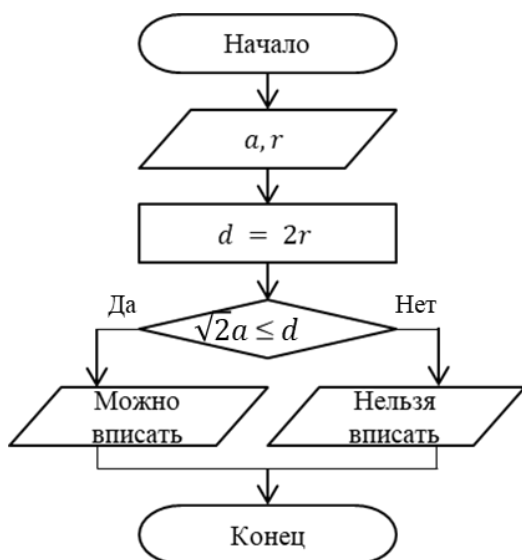 Начало
a, r
d = 2r
Да
Нет
√2a ≤ d
Можно
вписать
Нельзя
вписать
Конец